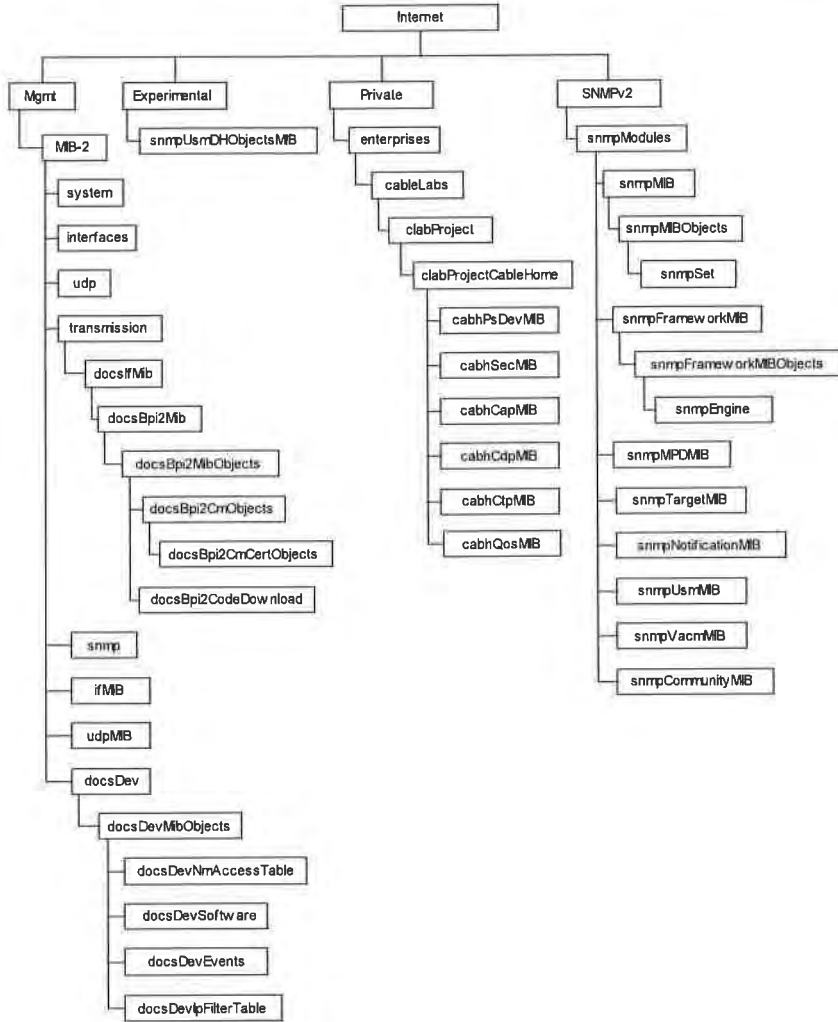 Internet
Mgmt
Experimental
Private
SNMPv2
MIB-2
snmpUsmDHObjectsMIB
enterprises
snmpModules
system
cableLabs
snmpMIB
interfaces
clabProject
snmpMIBObjects
udp
clabProjectCableHome
snmpSet
transmission
cabhPsDevMIB
snmpFrameworkMIB
docsIfMib
cabhSecMIB
snmpFrameworkMIBObjects
docsBpi2Mib
cabhCapMIB
snmpEngine
docsBpi2MibObjects
cabhCdpMIB
snmpMPDMIB
docsBpi2CmObjects
cabhCtpMIB
snmpTargetMIB
docsBpi2CmCertObjects
cabhQosMIB
snmpNotificationMIB
docsBpi2CodeDownload
snmpUsmMIB
snmp
snmpVacmMIB
ifMIB
snmpCommunityMIB
udpMIB
docsDev
docsDevMibObjects
docsDevNmAccessTable
docsDevSoftware
docsDevEvents
docsDevIpFilterTable